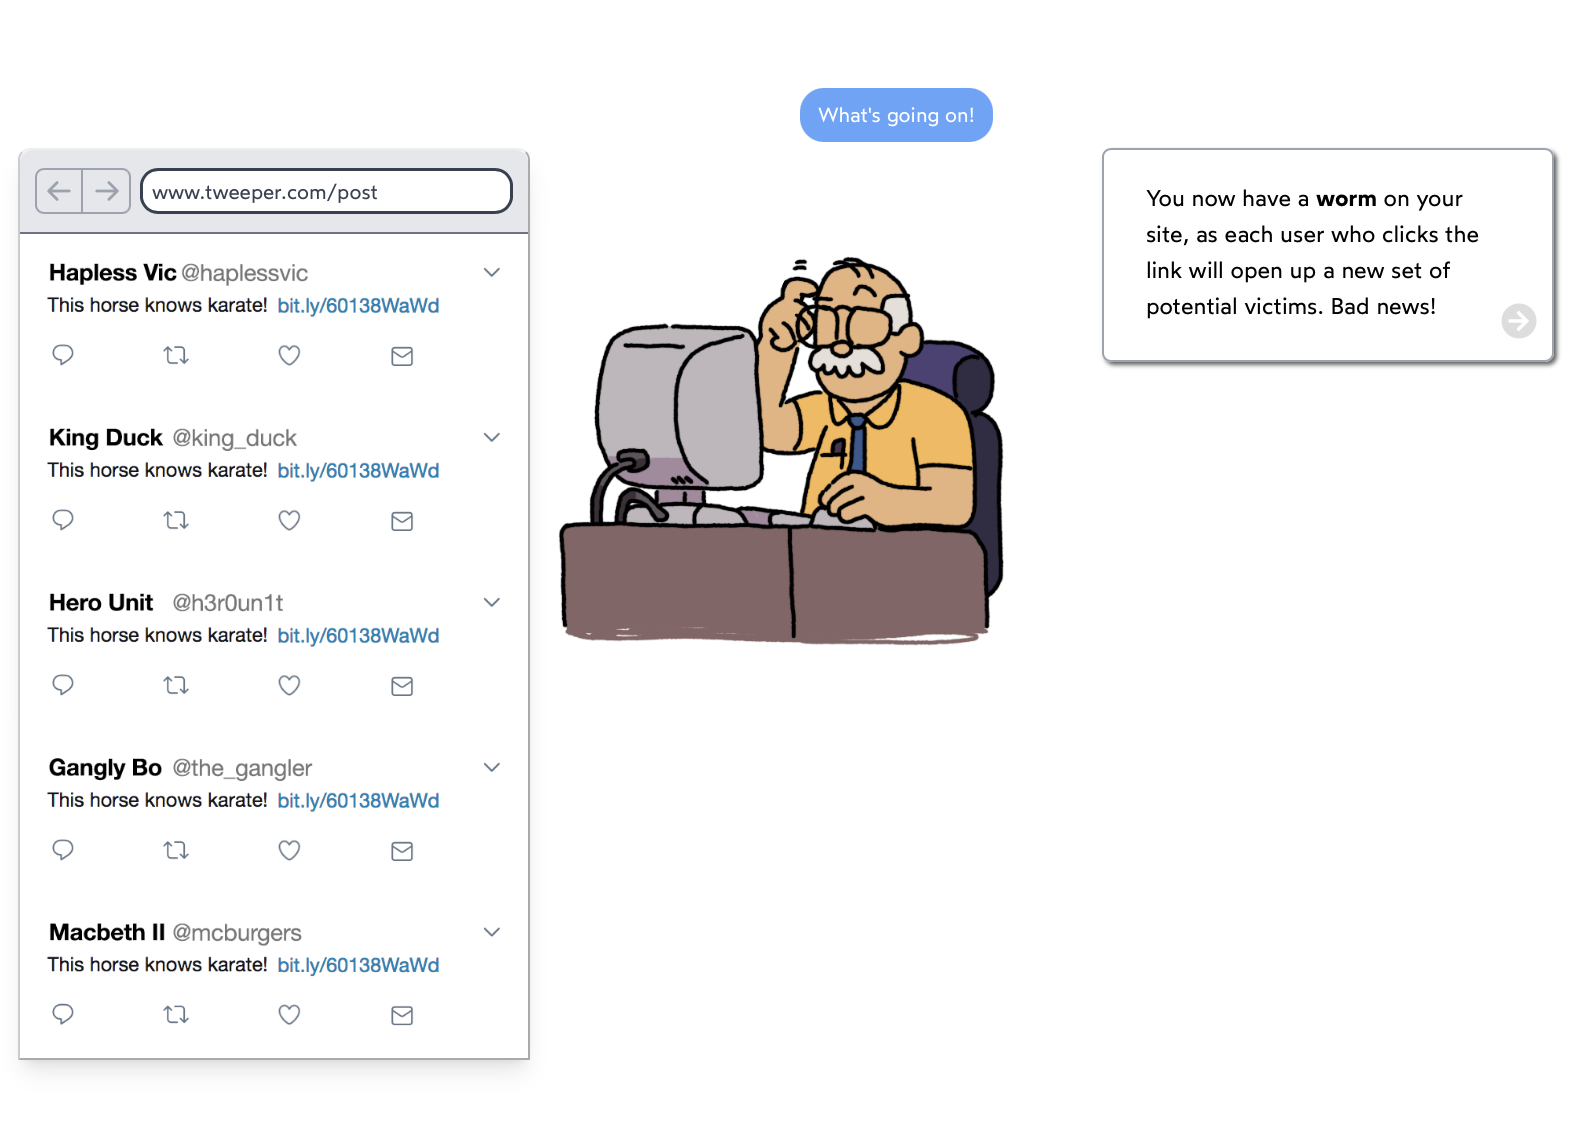 What's going on!
www.tweeper.com/post
Hapless Vic @haplessvic
This horse knows karate! bit.ly/60138WaWd
King Duck @king_duck
This horse knows karate! bit.ly/60138WaWd
Hero Unit @h3r0un1t
This horse knows karate! bit.ly/60138WaWd
Gangly Bo @the_gangler
This horse knows karate! bit.ly/60138WaWd
Macbeth II @mcburgers
This horse knows karate! bit.ly/60138WaWd
You now have a worm on your
site, as each user who clicks the
link will open up a new set of
potential victims. Bad news!